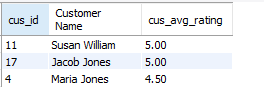 cus_id Customer Name cus_avg_rating
11 Susan William 5.00
17 Jacob Jones 5.00
4 Maria Jones 4.50